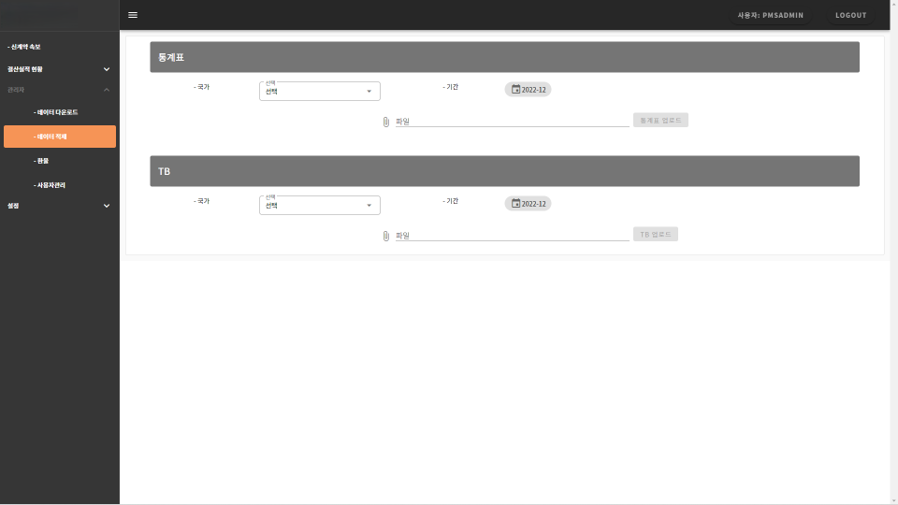 사용자: PMSADMIN
LOGOUT
- 신계약 속보
결산실적 현황
관리자
- 데이터 다운로드
- 데이터 적재
- 환율
- 사용자관리
설정
통계표
- 국가
선택
선택
- 기간
2022-12
파일
통계표 업로드
TB
- 국가
선택
선택
- 기간
2022-12
파일
TB 업로드